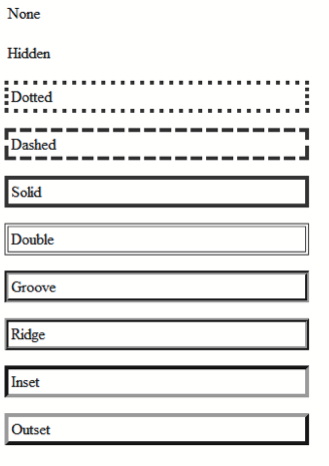 None
Hidden
Dotted
Dashed
Solid
Double
Groove
Ridge
Inset
Outset